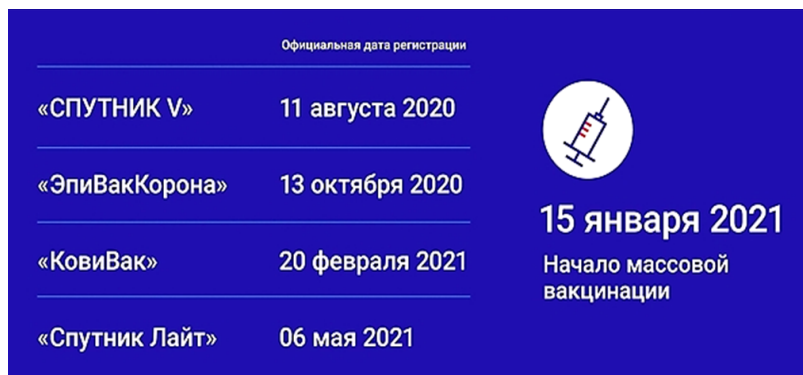 Официальная дата регистрации
«СПУТНИК V» 11 августа 2020
«ЭпиВакКорона» 13 октября 2020
«КовиВак» 20 февраля 2021
«Спутник Лайт» 06 мая 2021
15 января 2021
Начало массовой
вакцинации